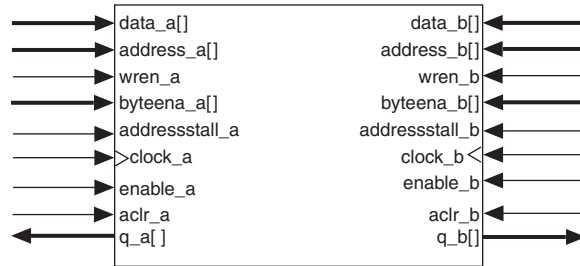 data_a[]
address_a[]
wren_a
byteena_a[]
addressstall_a
clock_a
enable_a
aclr_a
q_a[ ]
data_b[]
address_b[]
wren_b
byteena_b[]
addressstall_b
clock_b
enable_b
aclr_b
q_b[]